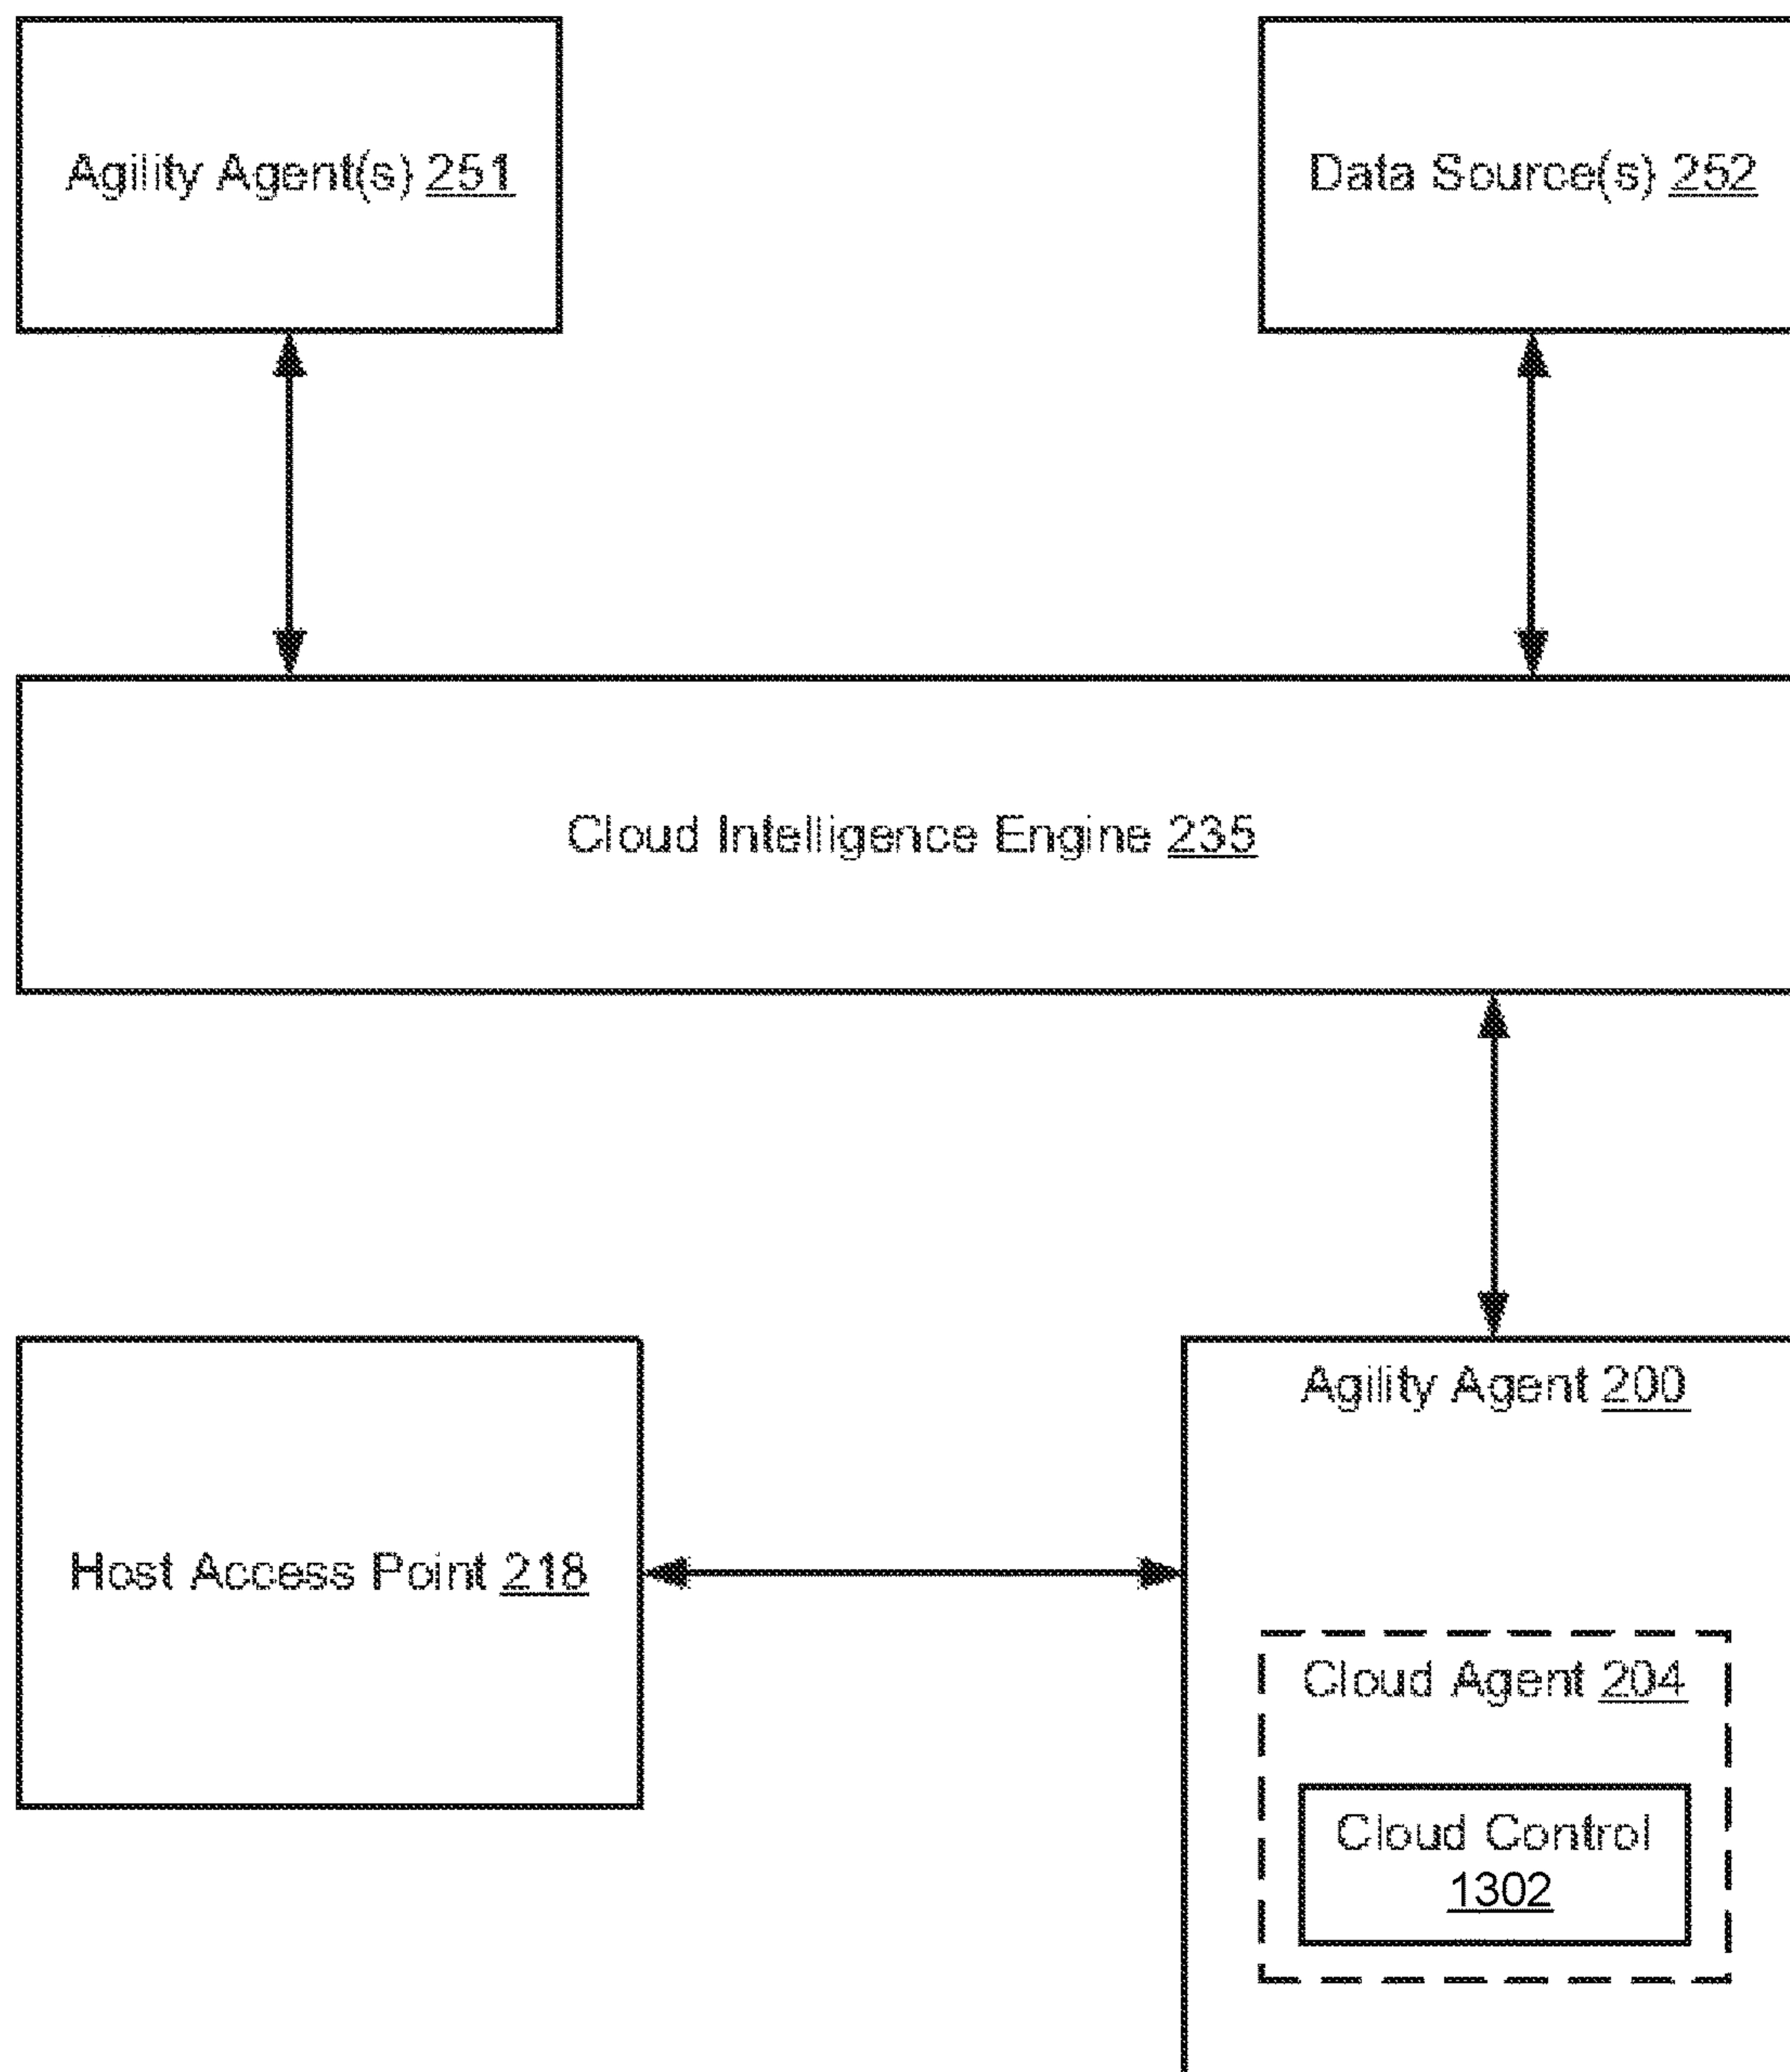 Agility Agent(s) 251
Data Source(s) 252
Cloud Intelligence Engine 235
Agility Agent 200
Host Access Point 218
Cloud Agent 204
Cloud Control
1302